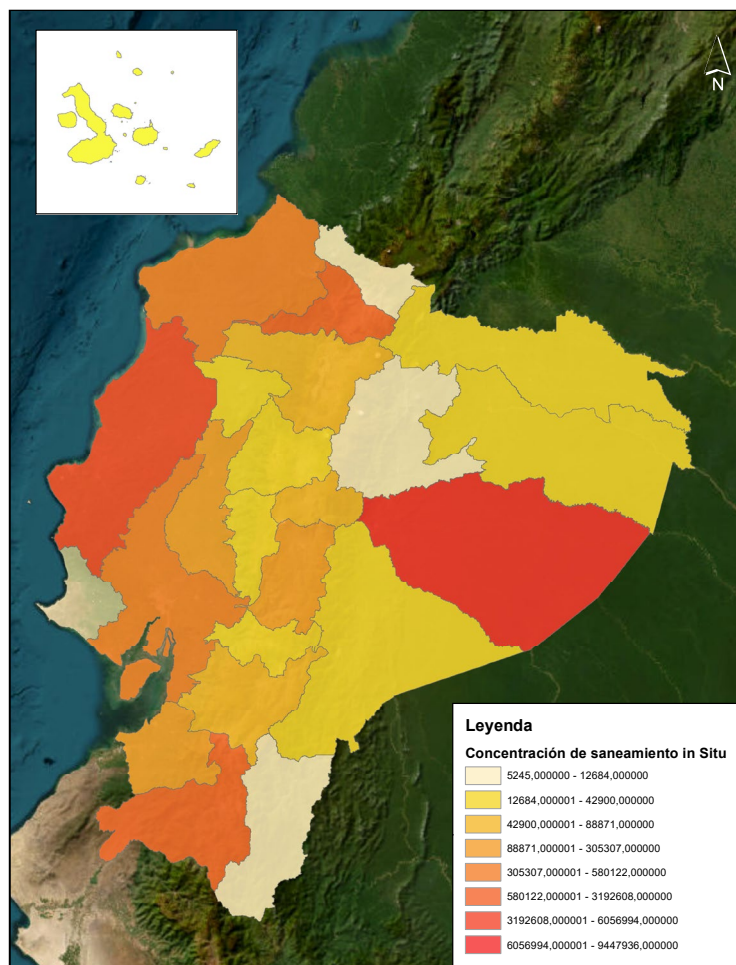 N
Leyenda
Concentración de saneamiento in Situ
5245,000000 - 12684,000000
12684,000001 - 42900,000000
42900,000001 - 88871,000000
88871,000001 - 305307,000000
305307,000001 - 580122,000000
580122,000001 - 3192608,000000
3192608,000001 - 6056994,000000
6056994,000001 - 9447936,000000